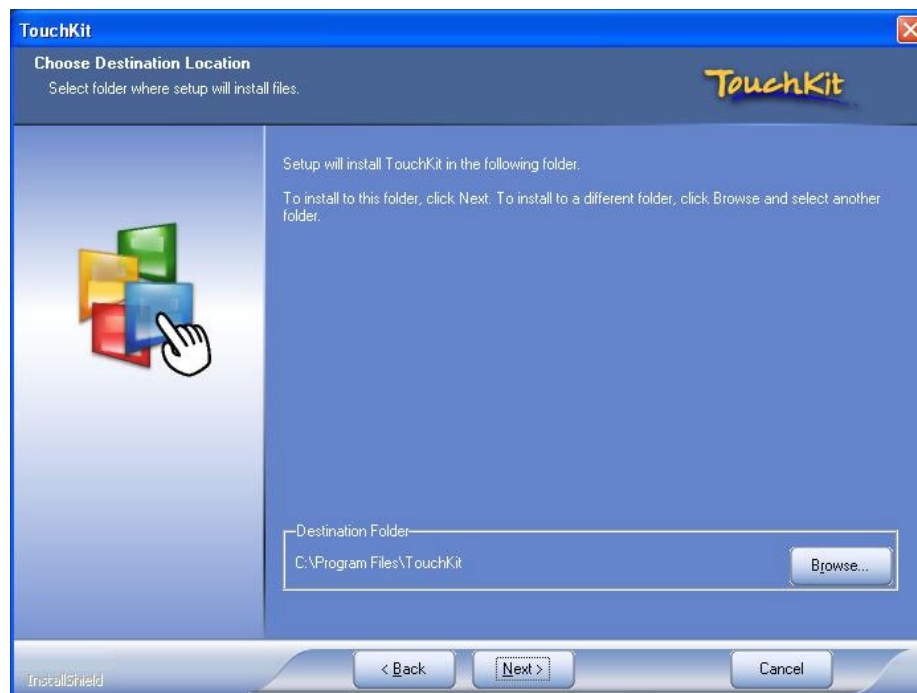 TouchKit
Choose Destination Location
Select folder where setup will install files.
TouchKit
Setup will install TouchKit in the following folder.
To install to this folder, click Next. To install to a different folder, click Browse and select another
folder.
Destination Folder
C:\Program Files\TouchKit
Browse...
InstallShield
< Back
Next >
Cancel